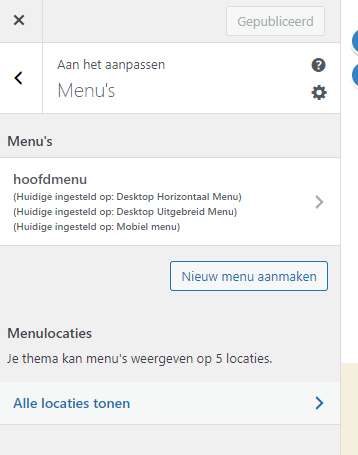 Gepubliceerd
Aan het aanpassen
Menu's
Menu's
hoofdmenu
(Huidige ingesteld op: Desktop Horizontaal Menu)
(Huidige ingesteld op: Desktop Uitgebreid Menu)
(Huidige ingesteld op: Mobiel menu)
Nieuw menu aanmaken
Menulocaties
Je thema kan menu's weergeven op 5 locaties.
Alle locaties tonen